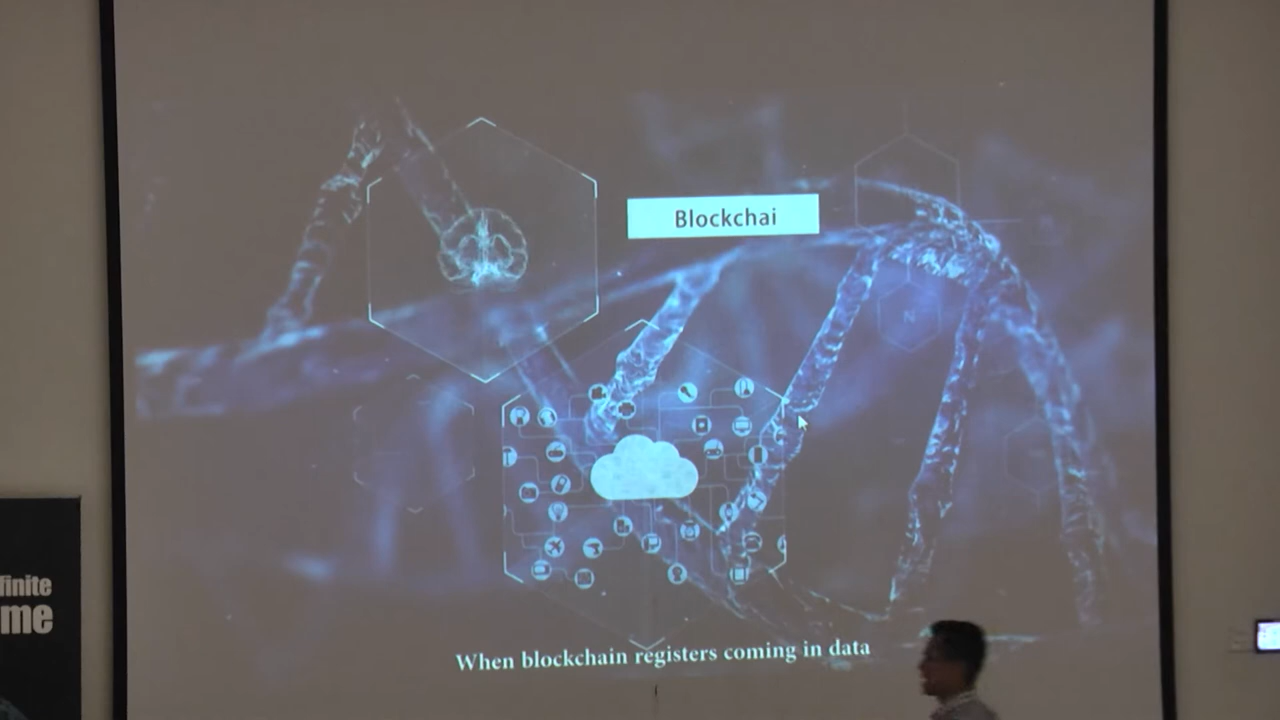 Blockchai
N
When blockchain registers coming in data
finite
me